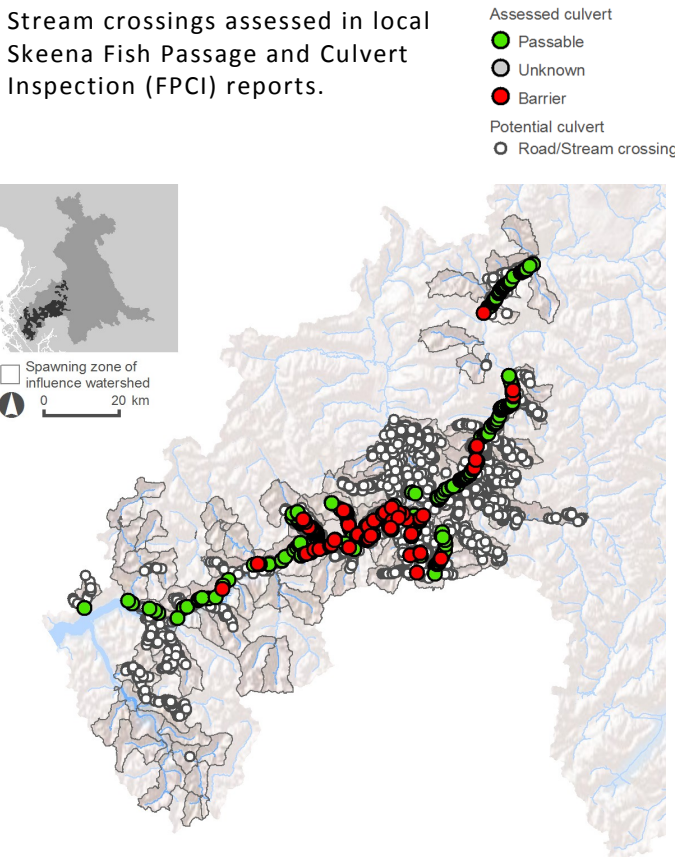 Stream crossings assessed in local
Skeena Fish Passage and Culvert
Inspection (FPCI) reports.
Assessed culvert
Passable
Unknown
Barrier
Potential culvert
Road/Stream crossing
Spawning zone of
influence watershed
0 20 km